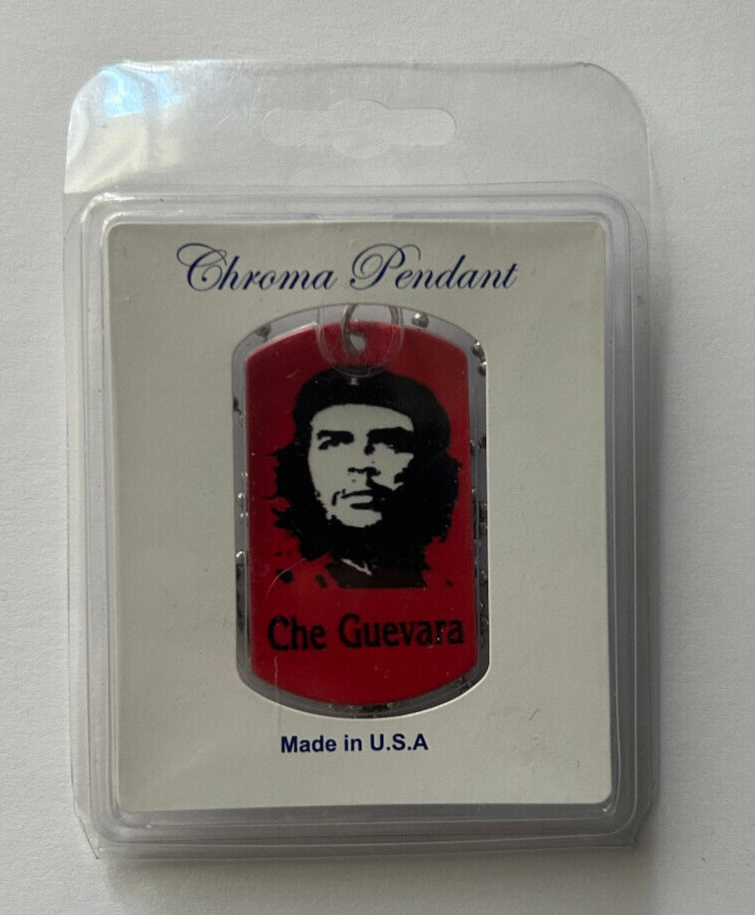 Chroma Pendant
Che Guevara
Made in U.S.A